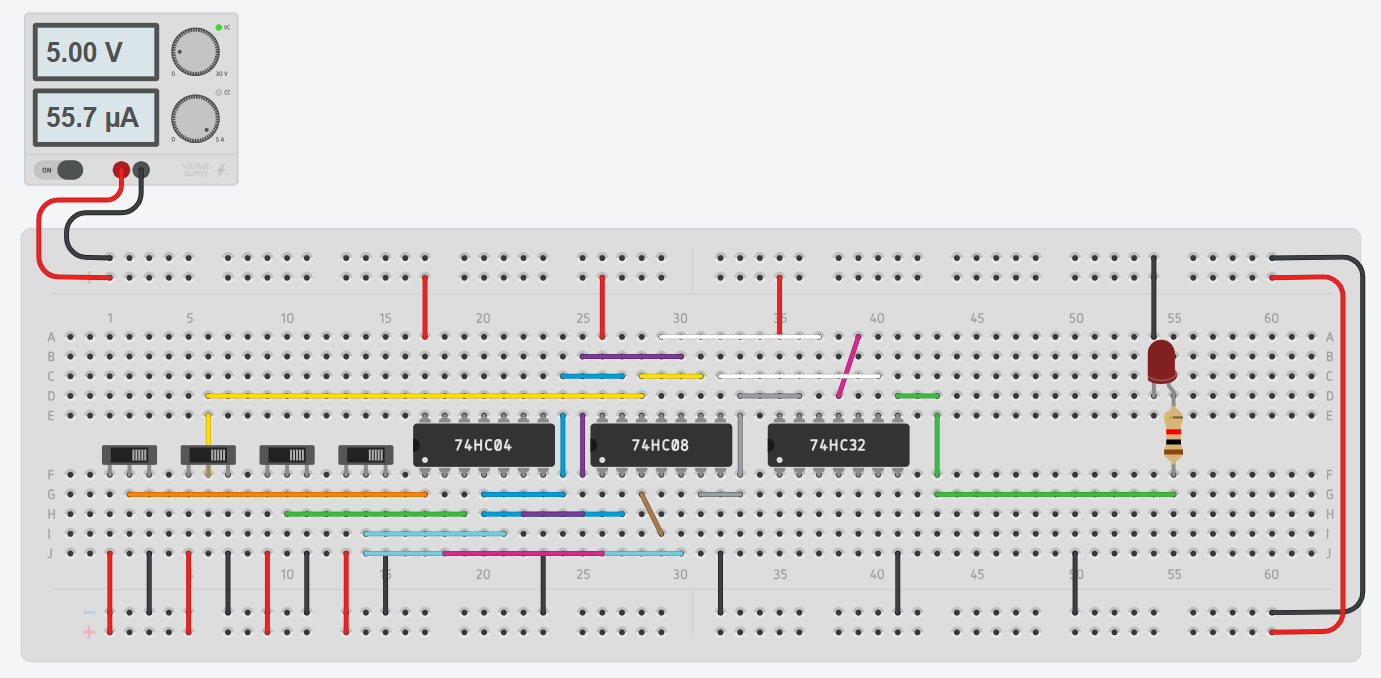 5.00 V
VC
0 30 V
55.7 µA
CC
0 5 A
ON
VOLTAGE
SUPPLY
+
1 5 10 15 20 25 30 35 40 45 50 55 60
A A
B B
C C
D D
E E
74HC04 74HC08 74HC32
F F
G G
H H
I I
J J
10 15 20 25 30 35 40 45 50 55 60
−
+